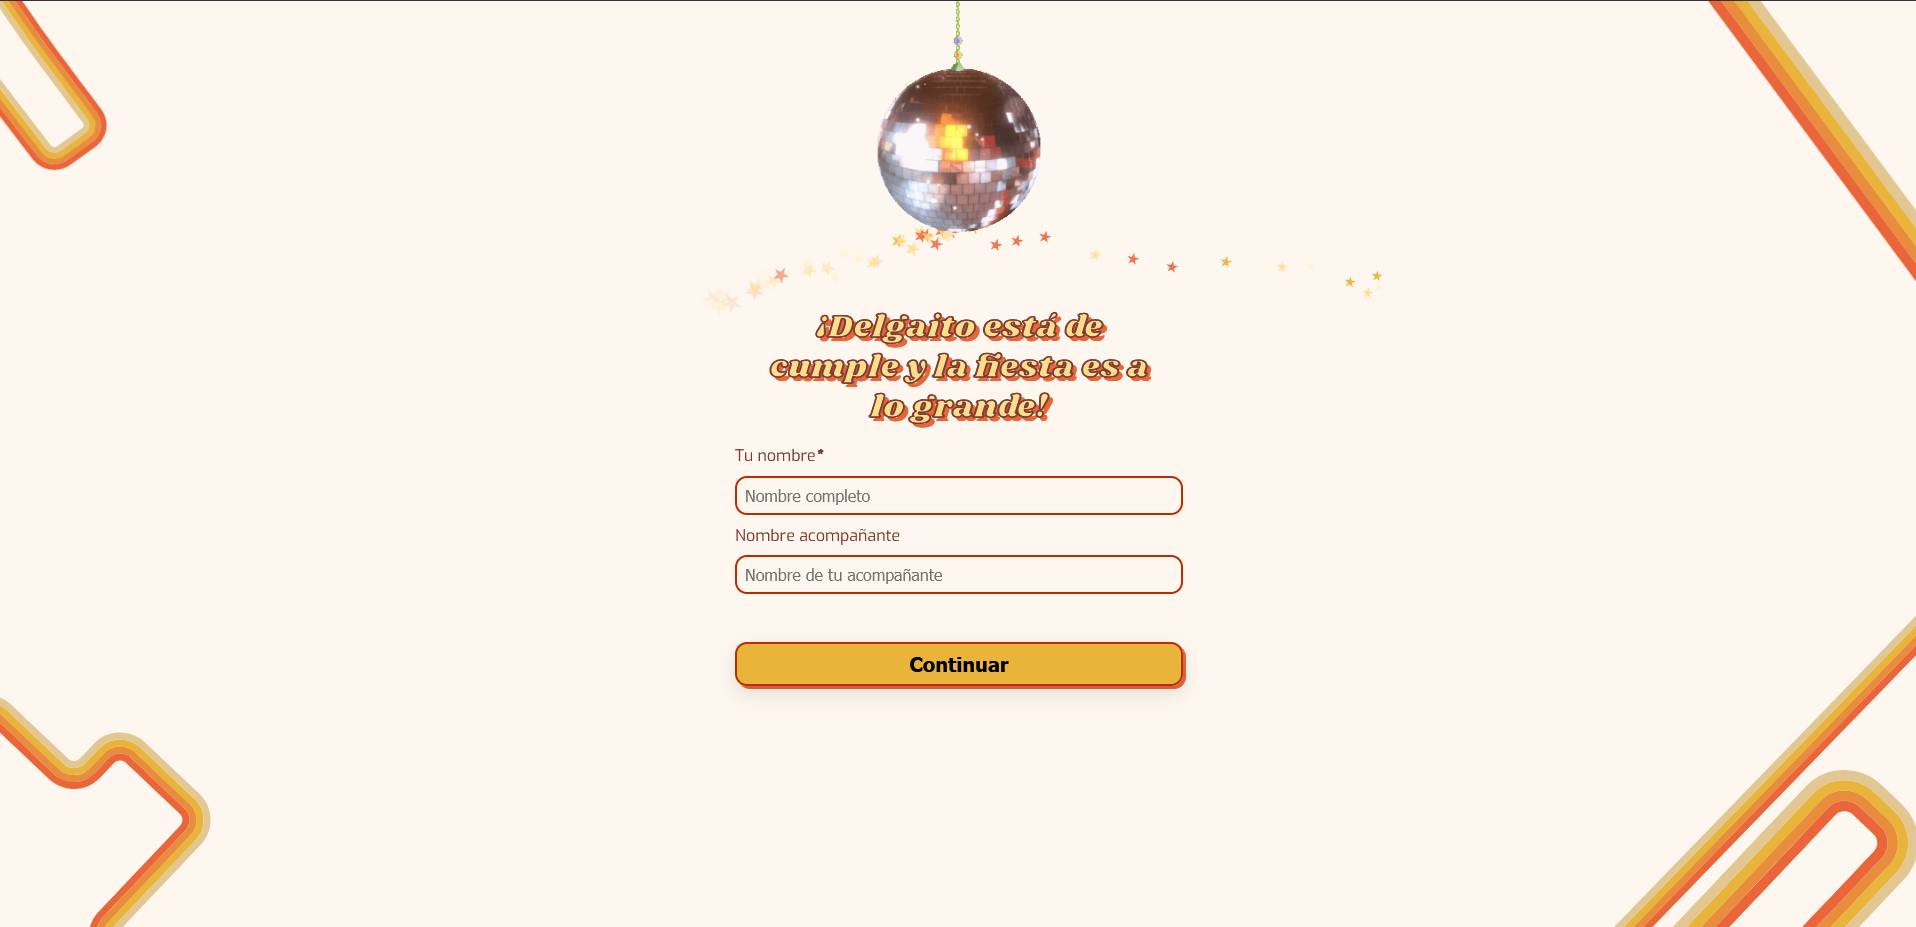 ¡Delgaito está de
cumple y la fiesta es a
lo grande!
Tu nombre*
Nombre completo
Nombre acompañante
Nombre de tu acompañante
Continuar